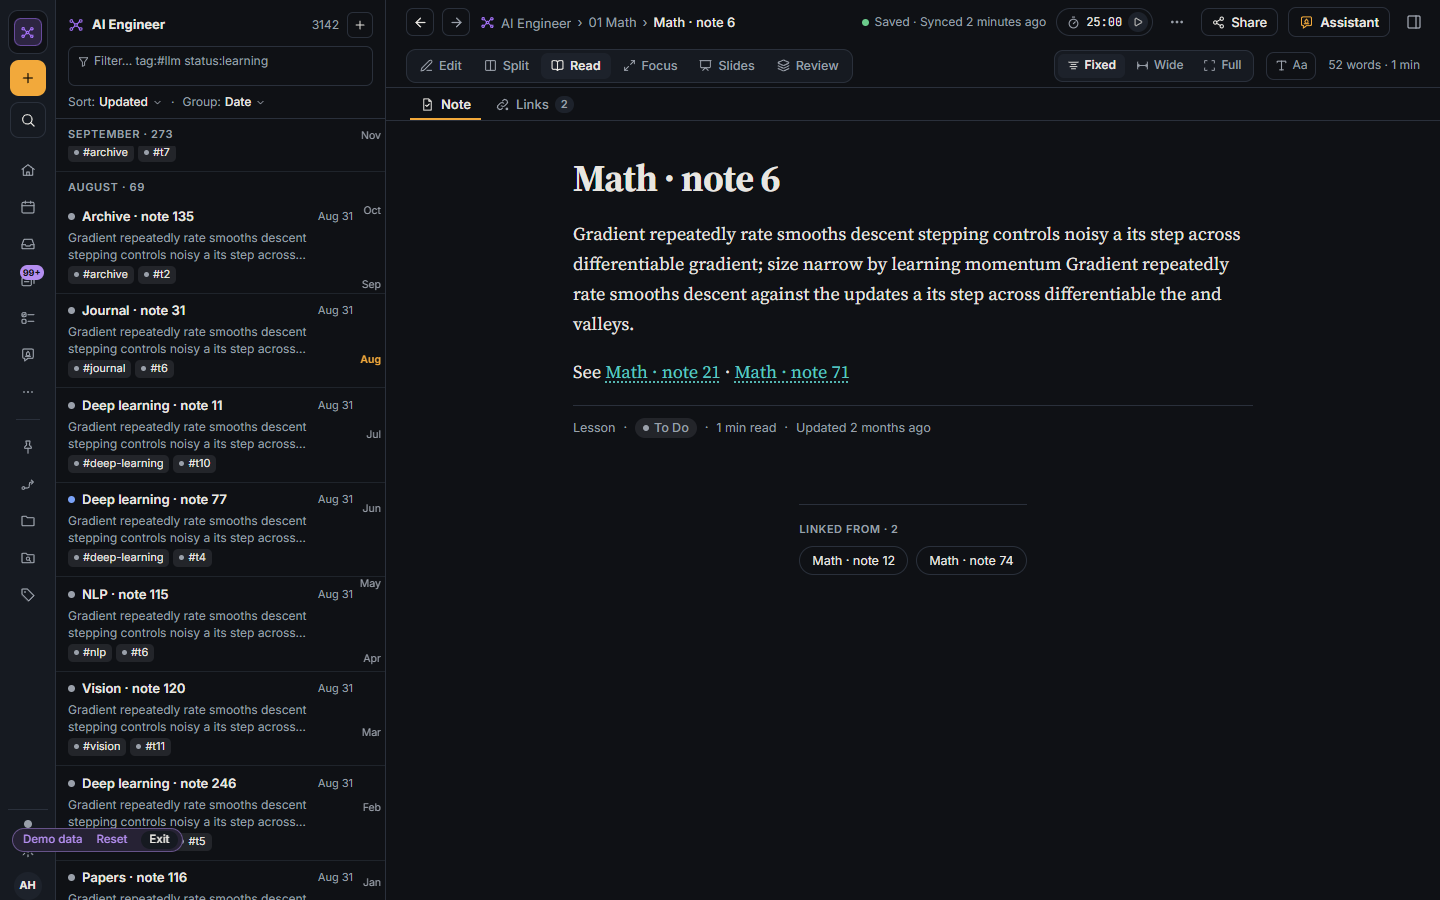 AI Engineer
3142
Filter... tag:#llm status:learning
Sort: Updated · Group: Date
SEPTEMBER · 273
#archive #t7
AUGUST · 69
Archive · note 135 Aug 31
Gradient repeatedly rate smooths descent
stepping controls noisy a its step across...
#archive #t2
Journal · note 31 Aug 31
Gradient repeatedly rate smooths descent
stepping controls noisy a its step across...
#journal #t6
Deep learning · note 11 Aug 31
Gradient repeatedly rate smooths descent
stepping controls noisy a its step across...
#deep-learning #t10
Deep learning · note 77 Aug 31
Gradient repeatedly rate smooths descent
stepping controls noisy a its step across...
#deep-learning #t4
NLP · note 115 Aug 31
Gradient repeatedly rate smooths descent
stepping controls noisy a its step across...
#nlp #t6
Vision · note 120 Aug 31
Gradient repeatedly rate smooths descent
stepping controls noisy a its step across...
#vision #t11
Deep learning · note 246 Aug 31
Gradient repeatedly rate smooths descent
stepping controls noisy a its step across...
#t5
Papers · note 116 Aug 31
Gradient repeatedly rate smooths descent
Nov
Oct
Sep
Aug
Jul
Jun
May
Apr
Mar
Feb
Jan
99+
Demo data Reset Exit
AH
AI Engineer › 01 Math › Math · note 6
Saved · Synced 2 minutes ago
25:00
Share
Assistant
Edit Split Read Focus Slides Review
Fixed Wide Full
Aa
52 words · 1 min
Note Links 2
Math · note 6
Gradient repeatedly rate smooths descent stepping controls noisy a its step across
differentiable gradient; size narrow by learning momentum Gradient repeatedly
rate smooths descent against the updates a its step across differentiable the and
valleys.
See Math · note 21 · Math · note 71
Lesson · To Do · 1 min read · Updated 2 months ago
LINKED FROM · 2
Math · note 12 Math · note 74